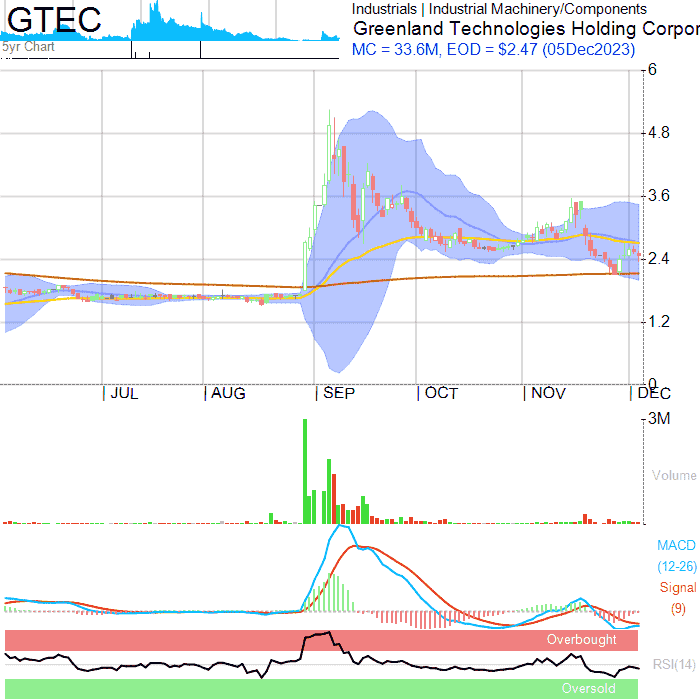 GTEC
5yr Chart
Industrials | Industrial Machinery/Components
Greenland Technologies Holding Corpor
MC = 33.6M, EOD = $2.47 (05Dec2023)
6
4.8
3.6
2.4
1.2
0
JUL
AUG
SEP
OCT
NOV
DEC
3M
Volume
MACD
(12-26)
Signal
(9)
Overbought
RSI(14)
Oversold